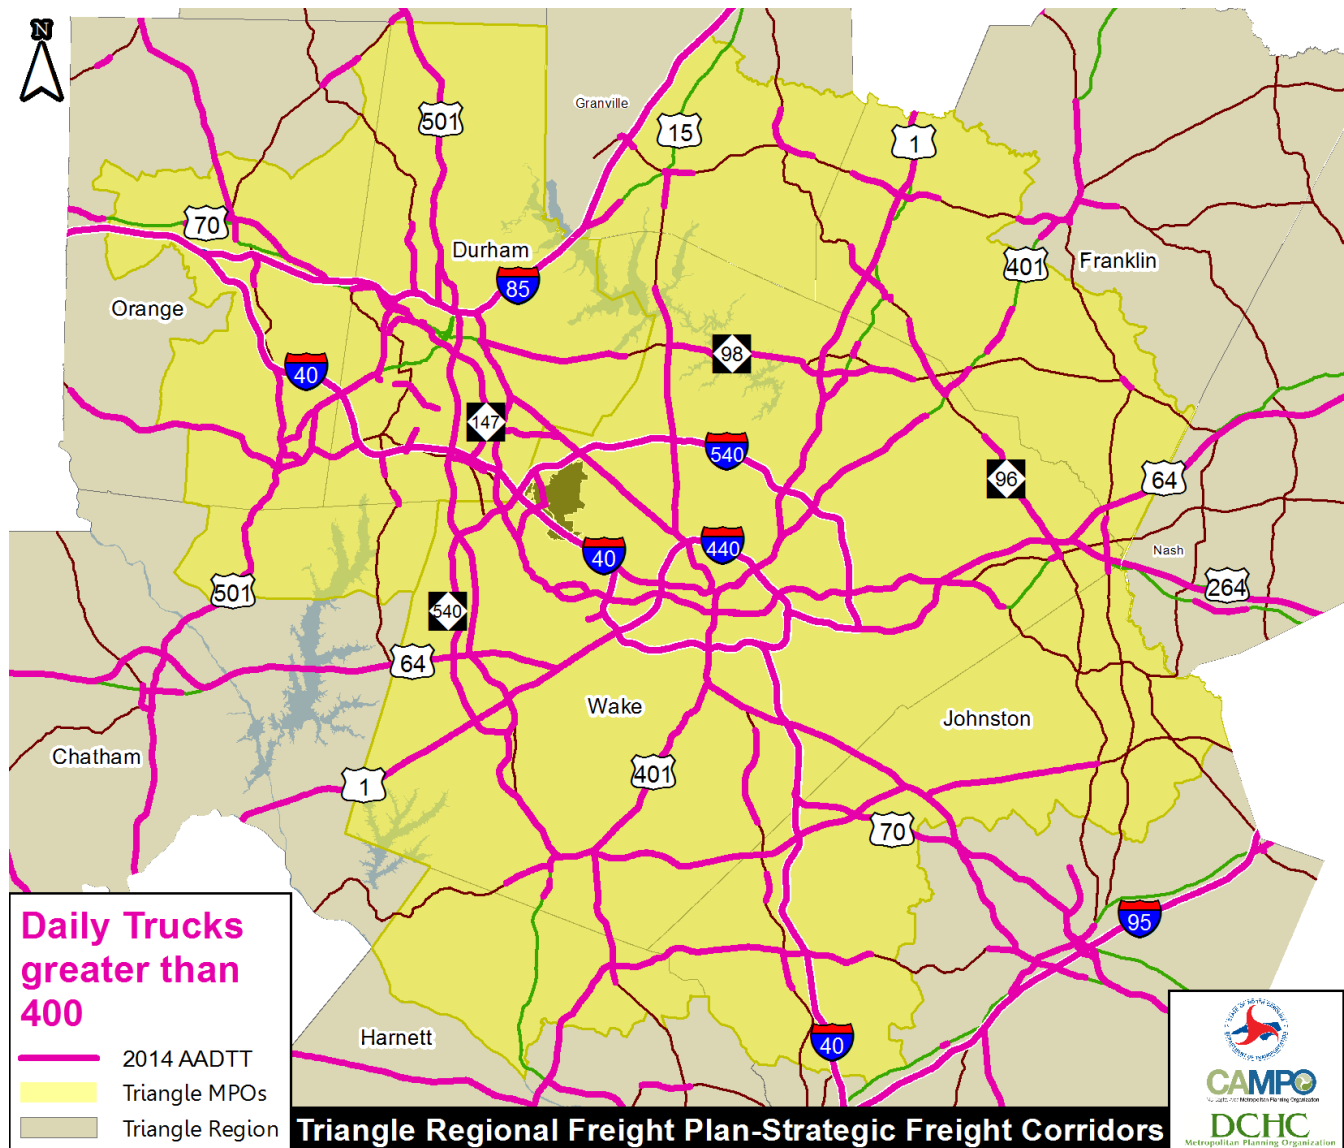 N
501
Granville
15
1
70
Durham
401
Franklin
85
Orange
98
40
147
540
96
64
40
440
Nash
501
264
540
64
Wake
Johnston
Chatham
401
1
70
95
Daily Trucks
greater than
400
2014 AADTT
Triangle MPOs
Triangle Region
Harnett
40
Triangle Regional Freight Plan-Strategic Freight Corridors
CAMPO
DCHC
Metropolitan Planning Organization